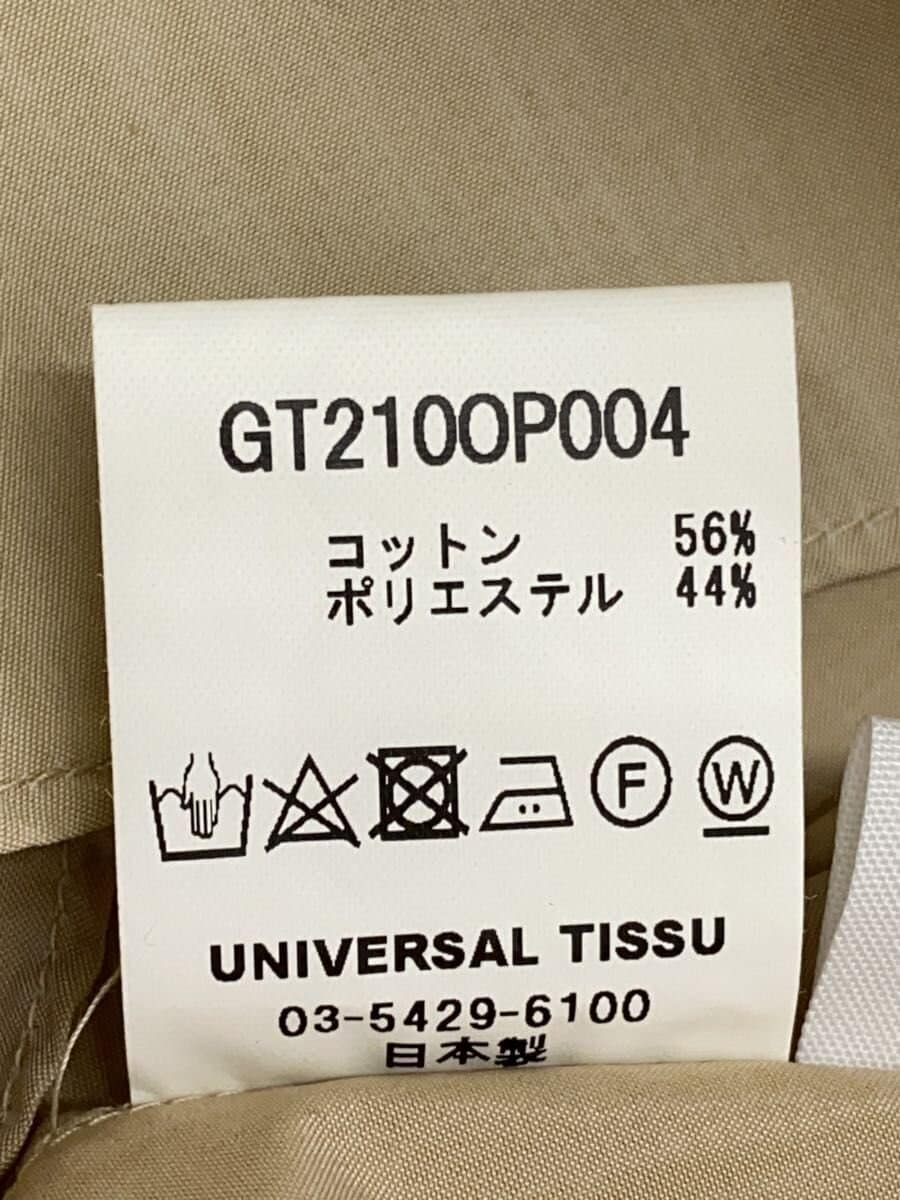 GT210OP004
コットン 56%
ポリエステル 44%
F W
UNIVERSAL TISSU
03-5429-6100
日本製